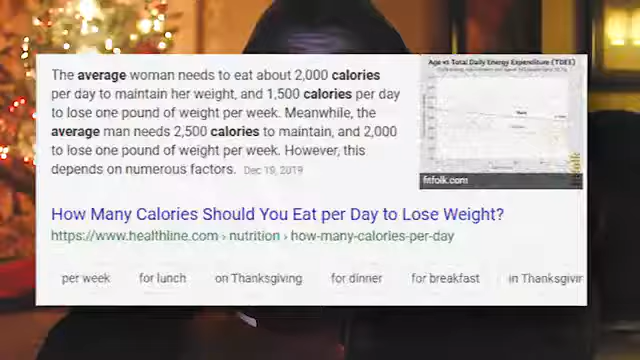 The average woman needs to eat about 2,000 calories
per day to maintain her weight, and 1,500 calories per day
to lose one pound of weight per week. Meanwhile, the
average man needs 2,500 calories to maintain, and 2,000
to lose one pound of weight per week. However, this
depends on numerous factors. Dec 19, 2019
Age vs Total Daily Energy Expenditure (TDEE)
fitfolk.com
How Many Calories Should You Eat per Day to Lose Weight?
https://www.healthline.com › nutrition › how-many-calories-per-day
per week for lunch on Thanksgiving for dinner for breakfast in Thanksgivin